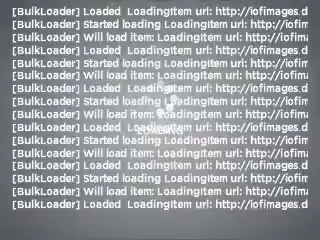 [BulkLoader] Loaded LoadingItem url: http://iofimages.d
[BulkLoader] Started loading LoadingItem url: http://iofim
[BulkLoader] Will load item: LoadingItem url: http://iofima
[BulkLoader] Loaded LoadingItem url: http://iofimages.d
[BulkLoader] Started loading LoadingItem url: http://iofim
[BulkLoader] Will load item: LoadingItem url: http://iofima
[BulkLoader] Loaded LoadingItem url: http://iofimages.d
[BulkLoader] Started loading LoadingItem url: http://iofim
[BulkLoader] Will load item: LoadingItem url: http://iofima
[BulkLoader] Loaded LoadingItem url: http://iofimages.d
LOADING
[BulkLoader] Started loading LoadingItem url: http://iofim
[BulkLoader] Will load item: LoadingItem url: http://iofima
[BulkLoader] Loaded LoadingItem url: http://iofimages.d
[BulkLoader] Started loading LoadingItem url: http://iofim
[BulkLoader] Will load item: LoadingItem url: http://iofima
[BulkLoader] Loaded LoadingItem url: http://iofimages.d